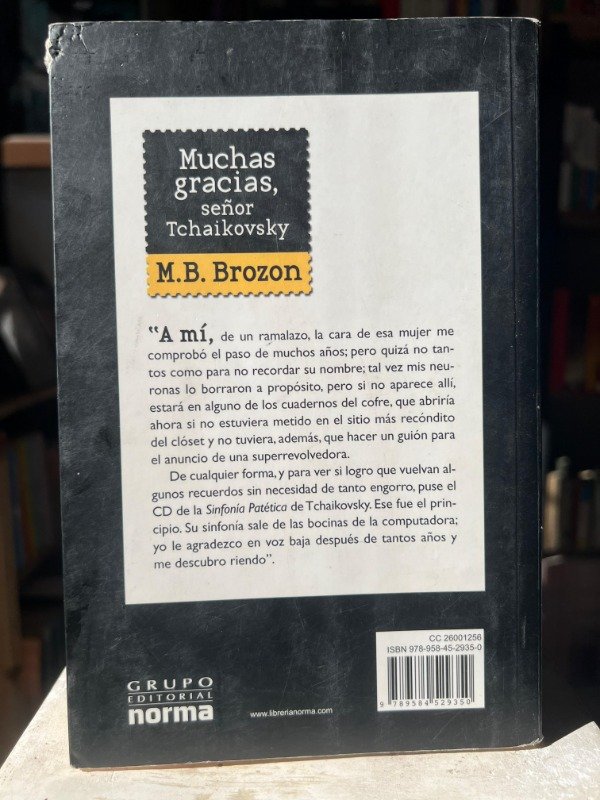 Muchas
gracias,
señor
Tchaikovsky
M.B. Brozon
"A mí, de un ramalazo, la cara de esa mujer me
comprobó el paso de muchos años; pero quizá no tan-
tos como para no recordar su nombre; tal vez mis neu-
ronas lo borraron a propósito, pero si no aparece allí,
estará en alguno de los cuadernos del cofre, que abriría
ahora si no estuviera metido en el sitio más recóndito
del clóset y no tuviera, además, que hacer un guión para
el anuncio de una superrevolvedora.
De cualquier forma, y para ver si logro que vuelvan al-
gunos recuerdos sin necesidad de tanto engorro, puse el
CD de la Sinfonía Patética de Tchaikovsky. Ese fue el prin-
cipio. Su sinfonía sale de las bocinas de la computadora;
yo le agradezco en voz baja después de tantos años y
me descubro riendo".
CC 26001256
ISBN 978-958-45-2935-0
9 789584 529350
GRUPO
EDITORIAL
norma
www.librerianorma.com